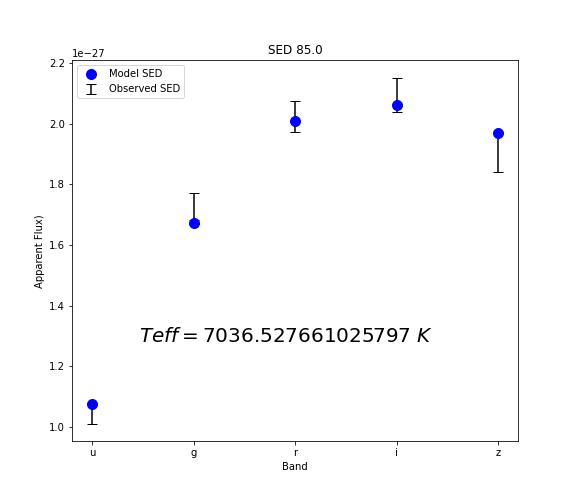 SED 85.0
1e−27
Model SED
Observed SED
2.2
2.0
1.8
1.6
1.4
1.2
1.0
Apparent Flux)
Teff = 7036.527661025797 K
u g r i z
Band